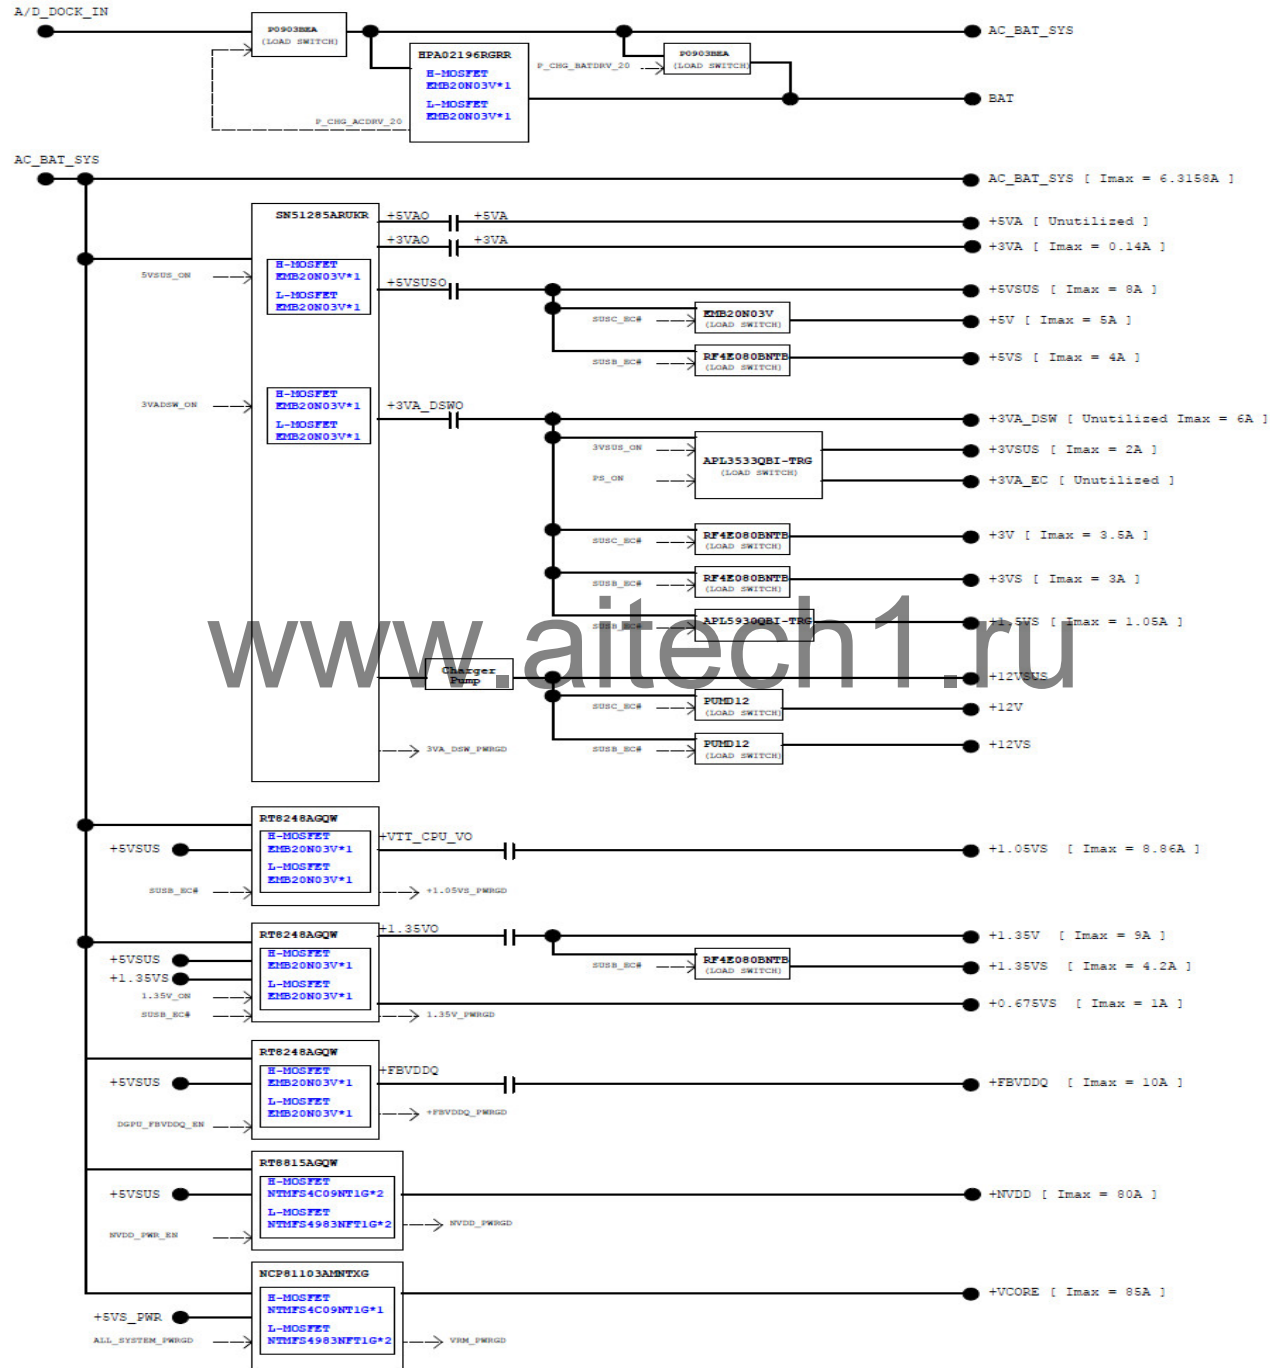 A/D_DOCK_IN
P0903BEA
(LOAD SWITCH)
AC_BAT_SYS
HPA02196RGRR
H-MOSFET
EMB20N03V*1
L-MOSFET
EMB20N03V*1
P_CHG_BATDRV_20
P0903BEA
(LOAD SWITCH)
BAT
P_CHG_ACDRV_20
AC_BAT_SYS
AC_BAT_SYS [ Imax = 6.3158A ]
SN51285ARUKR
+5VAO
+5VA
+5VA [ Unutilized ]
+3VAO
+3VA
+3VA [ Imax = 0.14A ]
5VSUS_ON
H-MOSFET
EMB20N03V*1
L-MOSFET
EMB20N03V*1
+5VSUSO
+5VSUS [ Imax = 8A ]
SUSC_EC#
EMB20N03V
(LOAD SWITCH)
+5V [ Imax = 5A ]
SUSB_EC#
RF4E080BNTB
(LOAD SWITCH)
+5VS [ Imax = 4A ]
3VADSW_ON
H-MOSFET
EMB20N03V*1
L-MOSFET
EMB20N03V*1
+3VA_DSWO
+3VA_DSW [ Unutilized Imax = 6A ]
3VSUS_ON
PS_ON
APL3533QBI-TRG
(LOAD SWITCH)
+3VSUS [ Imax = 2A ]
+3VA_EC [ Unutilized ]
SUSC_EC#
RF4E080BNTB
(LOAD SWITCH)
+3V [ Imax = 3.5A ]
SUSB_EC#
RF4E080BNTB
(LOAD SWITCH)
+3VS [ Imax = 3A ]
SUSB_EC#
APL5930QBI-TRG
+1.5VS [ Imax = 1.05A ]
www.aitech1.ru
Charger
Pump
+12VSUS
SUSC_EC#
PUMD12
(LOAD SWITCH)
+12V
SUSB_EC#
PUMD12
(LOAD SWITCH)
+12VS
3VA_DSW_PWRGD
RT8248AGQW
H-MOSFET
EMB20N03V*1
L-MOSFET
EMB20N03V*1
+5VSUS
SUSB_EC#
+VTT_CPU_VO
+1.05VS_PWRGD
+1.05VS [ Imax = 8.86A ]
RT8248AGQW
H-MOSFET
EMB20N03V*1
L-MOSFET
EMB20N03V*1
+5VSUS
+1.35VS
1.35V_ON
SUSB_EC#
+1.35VO
+1.35V [ Imax = 9A ]
SUSB_EC#
RF4E080BNTB
(LOAD SWITCH)
+1.35VS [ Imax = 4.2A ]
+0.675VS [ Imax = 1A ]
1.35V_PWRGD
RT8248AGQW
H-MOSFET
EMB20N03V*1
L-MOSFET
EMB20N03V*1
+5VSUS
DGPU_FBVDDQ_EN
+FBVDDQ
+FBVDDQ_PWRGD
+FBVDDQ [ Imax = 10A ]
RT8815AGQW
H-MOSFET
NTMFS4C09NT1G*2
L-MOSFET
NTMFS4983NFT1G*2
+5VSUS
NVDD_PWR_EN
NVDD_PWRGD
+NVDD [ Imax = 80A ]
NCP81103AMNTXG
H-MOSFET
NTMFS4C09NT1G*1
L-MOSFET
NTMFS4983NFT1G*2
+5VS_PWR
ALL_SYSTEM_PWRGD
VRM_PWRGD
+VCORE [ Imax = 85A ]